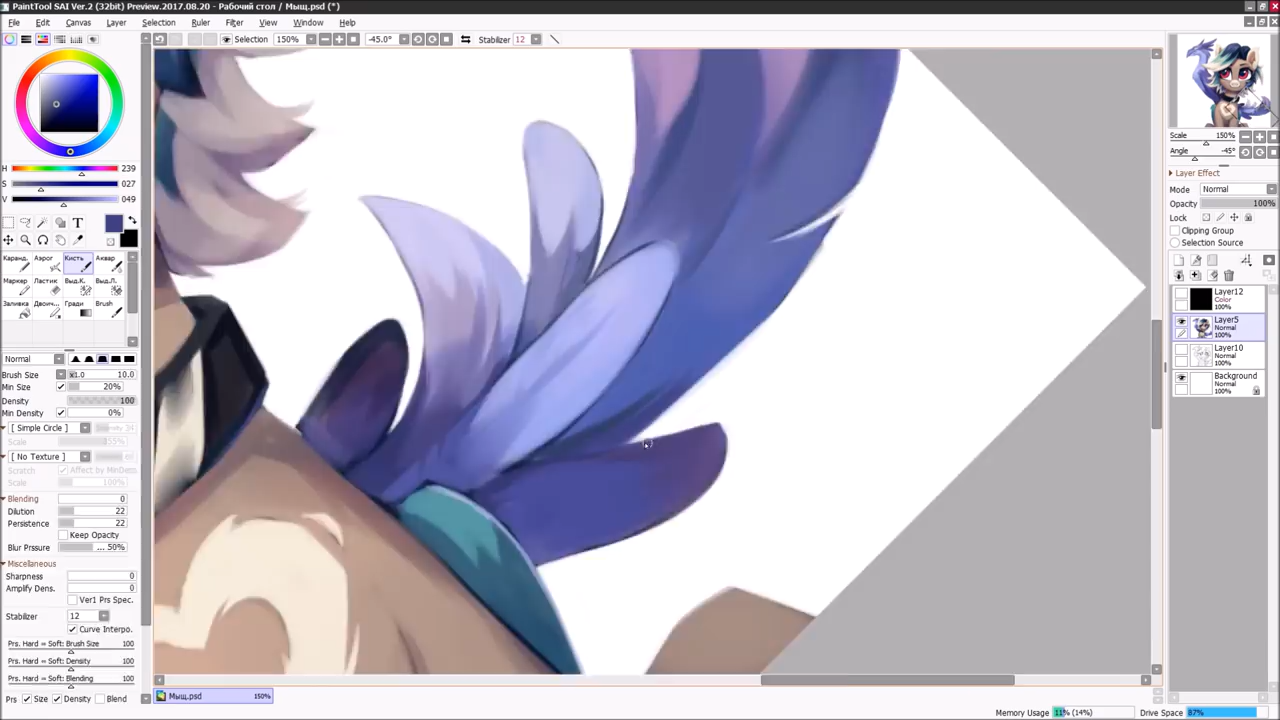 PaintTool SAI Ver.2 (32bit) Preview.2017.08.20 - Рабочий стол / Мыщ.psd (*)
File Edit Canvas Layer Selection Ruler Filter View Window Help
Selection 150% -45.0° Stabilizer 12
H 239
S 027
V 049
T
Каранд. Аэрог Кисть Аквар
Маркер Ластик Выд.К. Выд.Л.
Заливка Двоич... Гради Brush
Normal
Brush Size x1.0 10.0
Min Size 20%
Density 100
Min Density 0%
[ Simple Circle ]
Scale
[ No Texture ]
Scale 100%
Blending 0
Dilution 22
Persistence 22
Keep Opacity
Blur Prssure ... 50%
Miscellaneous
Sharpness 0
Amplify Dens. 0
Ver1 Prs Spec.
Stabilizer 12
Curve Interpo.
Prs. Hard = Soft: Brush Size 100
Prs. Hard = Soft: Density 100
Prs. Hard = Soft: Blending 100
Prs: Size Density Blend
Мыщ.psd 150%
Memory Usage 11% (14%) Drive Space 87%
Scale 150%
Angle -45°
Layer Effect
Mode Normal
Opacity 100%
Lock
Clipping Group
Selection Source
Layer12
Color
100%
Layer5
Normal
100%
Layer10
Normal
100%
Background
Normal
100%